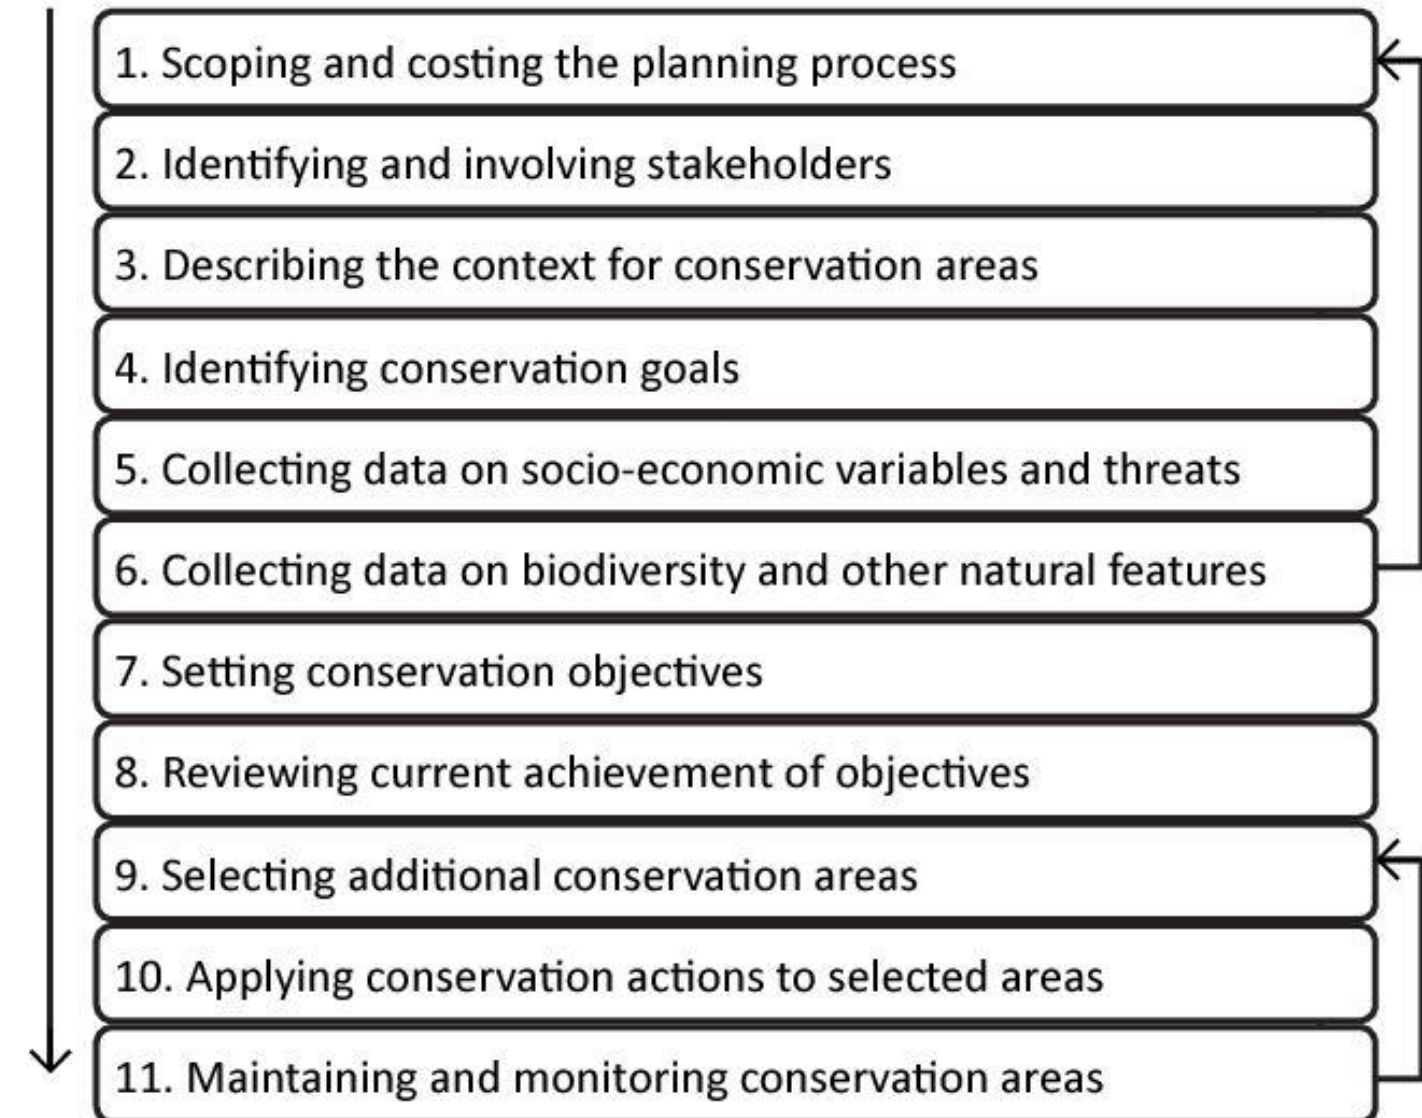 1. Scoping and costing the planning process
2. Identifying and involving stakeholders
3. Describing the context for conservation areas
4. Identifying conservation goals
5. Collecting data on socio-economic variables and threats
6. Collecting data on biodiversity and other natural features
7. Setting conservation objectives
8. Reviewing current achievement of objectives
9. Selecting additional conservation areas
10. Applying conservation actions to selected areas
11. Maintaining and monitoring conservation areas